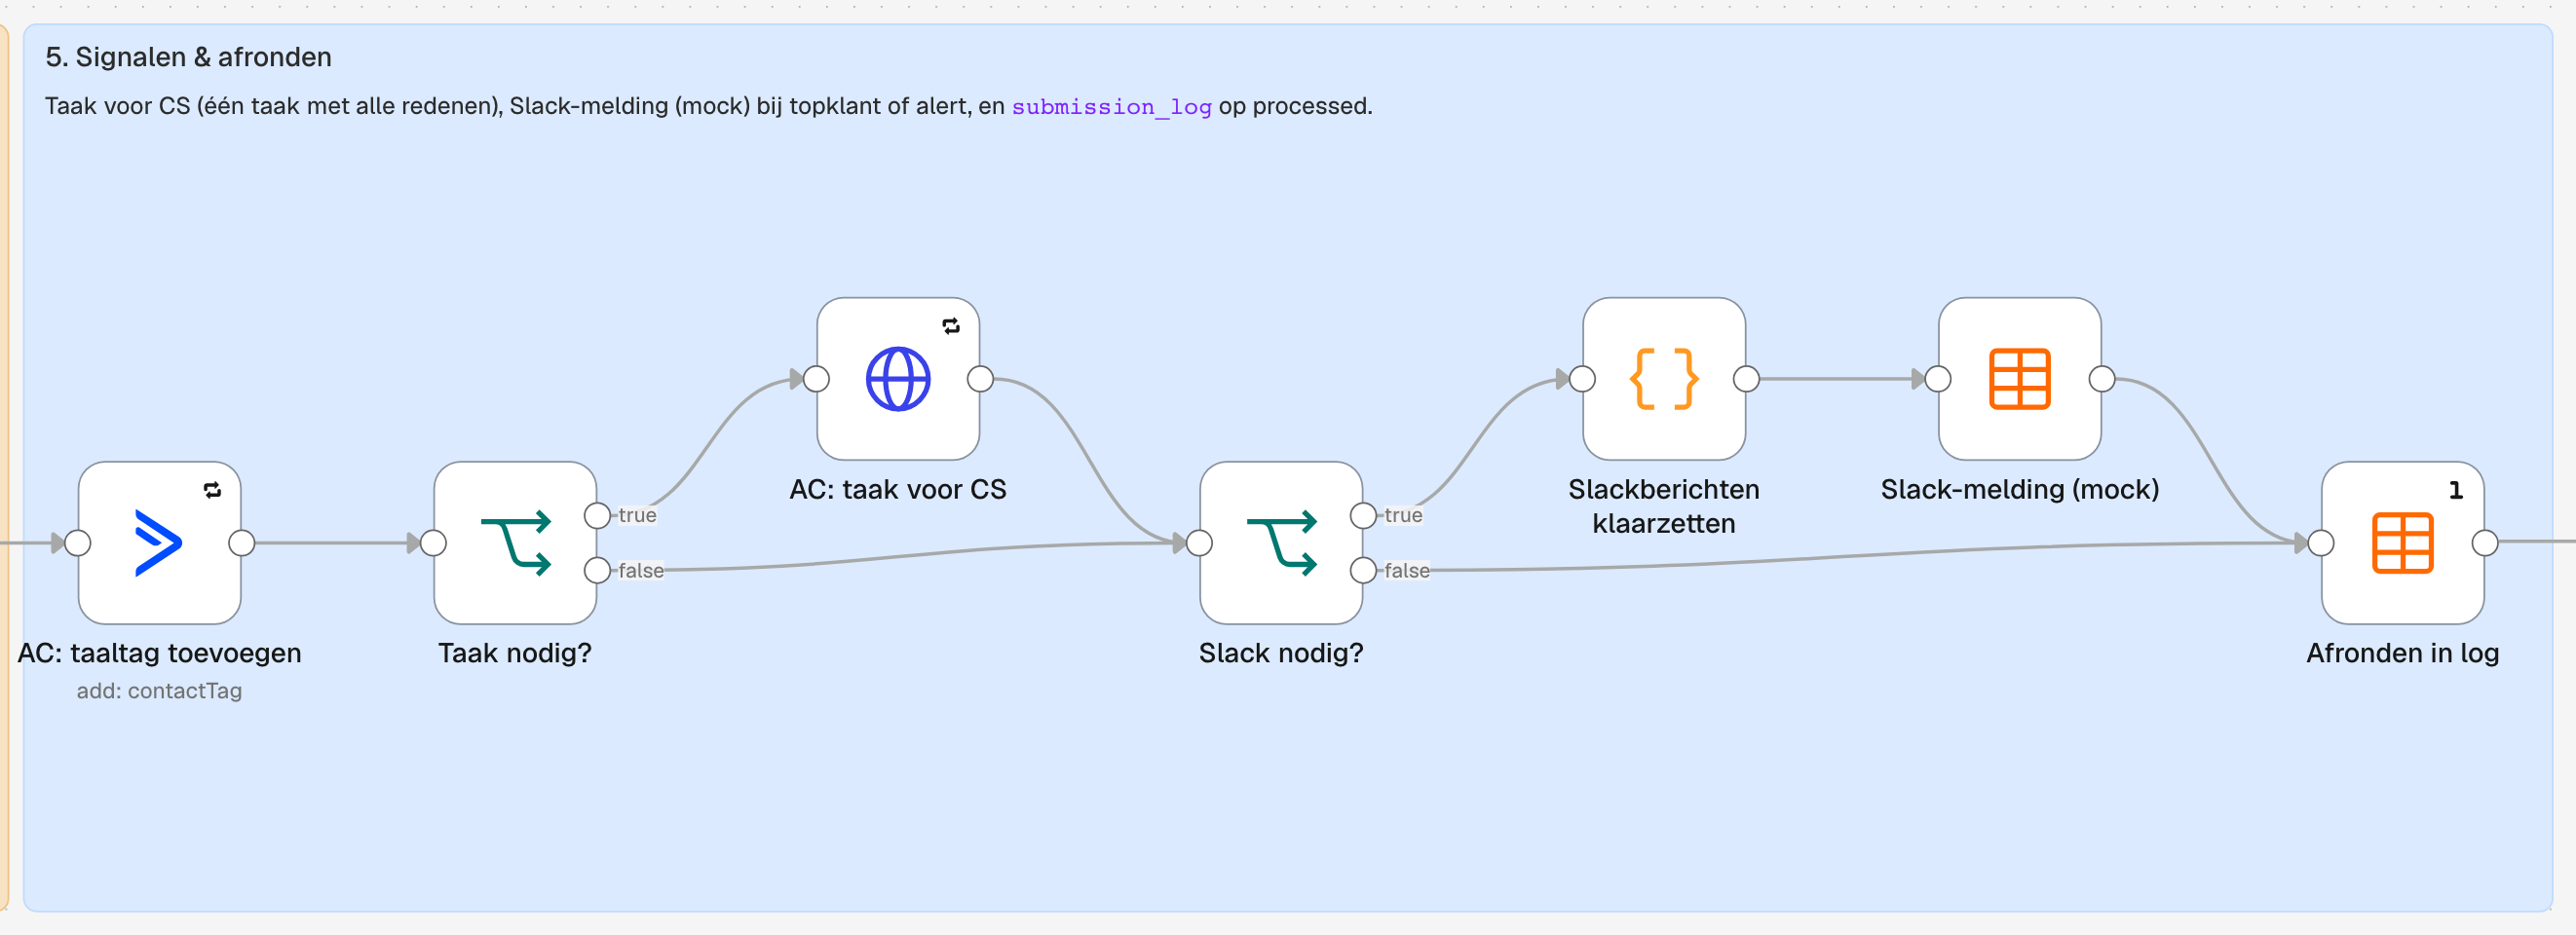 5. Signalen & afronden
Taak voor CS (één taak met alle redenen), Slack-melding (mock) bij topklant of alert, en submission_log op processed.
AC: taaltag toevoegen
add: contactTag
Taak nodig?
true
false
AC: taak voor CS
Slack nodig?
true
false
Slackberichten
klaarzetten
Slack-melding (mock)
1
Afronden in log